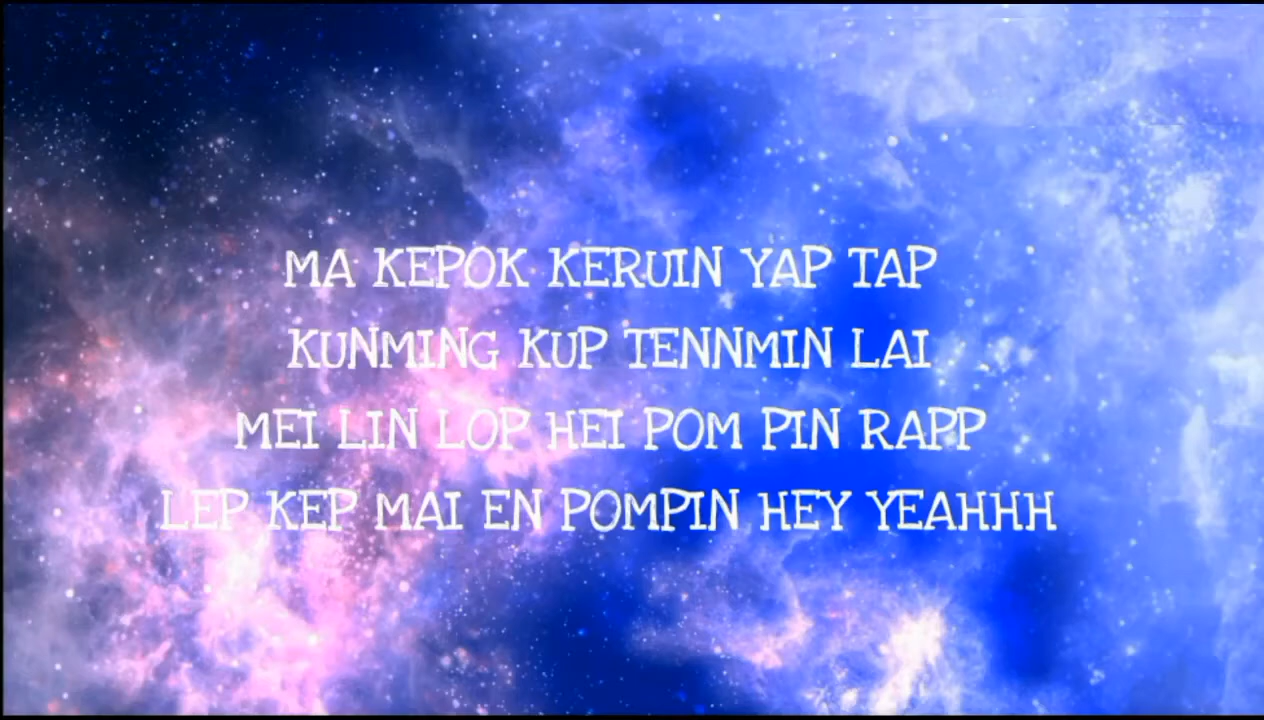 MA KEPOK KERUIN YAP TAP
KUNMING KUP TENNMIN LAI
MEI LIN LOP HEI POM PIN RAPP
LEP KEP MAI EN POMPIN HEY YEAHHH